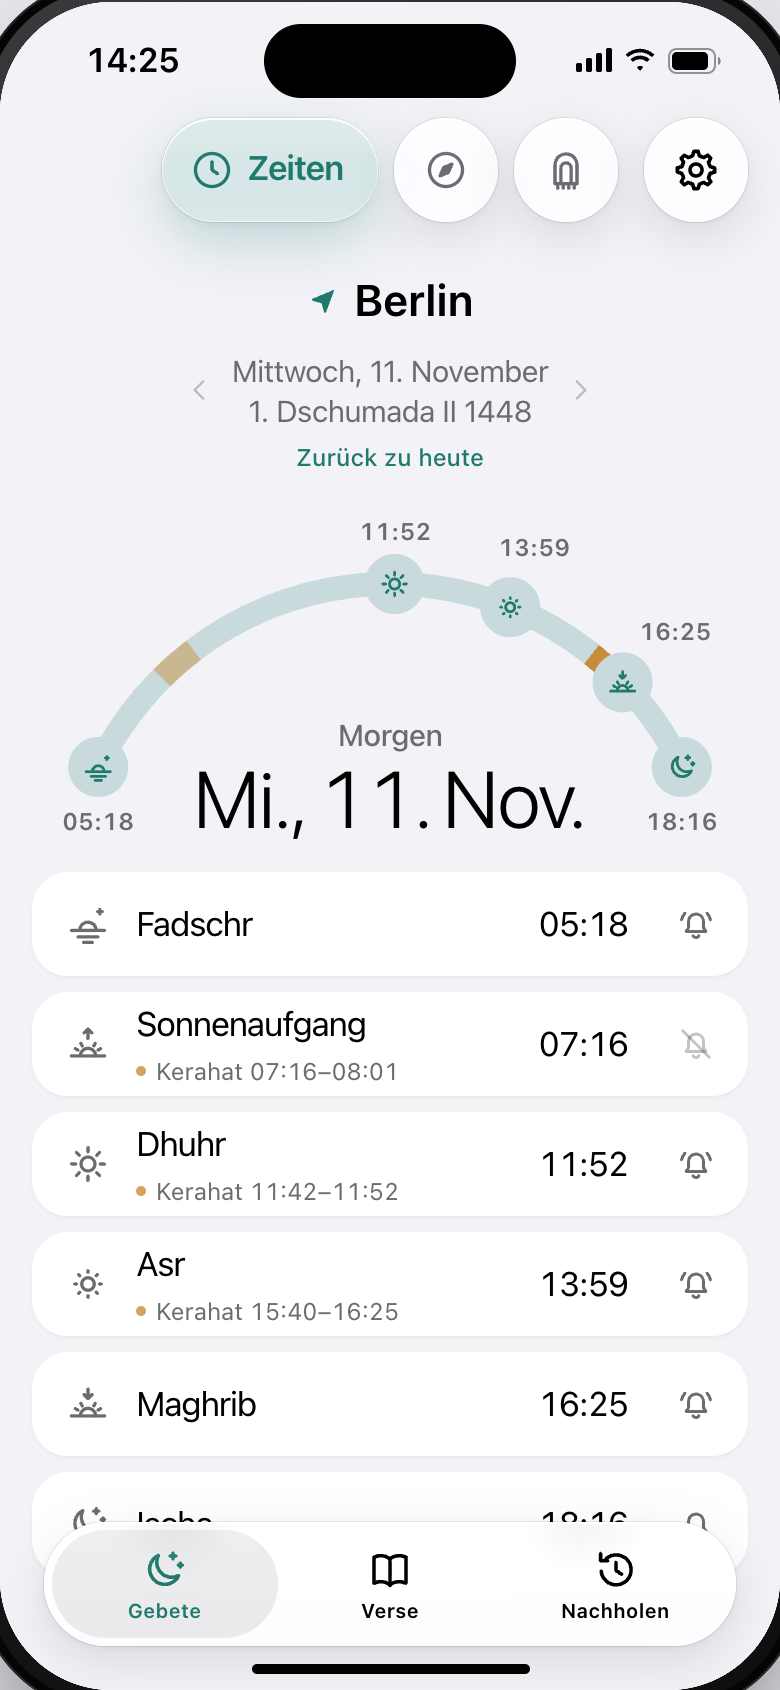 14:25
Zeiten
Berlin
Mittwoch, 11. November
1. Dschumada II 1448
Zurück zu heute
11:52
13:59
16:25
05:18
18:16
Morgen
Mi., 11. Nov.
Fadschr 05:18
Sonnenaufgang 07:16
Kerahat 07:16–08:01
Dhuhr 11:52
Kerahat 11:42–11:52
Asr 13:59
Kerahat 15:40–16:25
Maghrib 16:25
18:16
Gebete Verse Nachholen